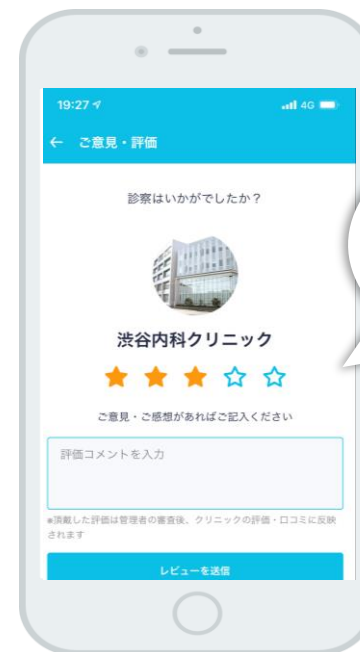 19:27
4G
← ご意見・評価
診察はいかがでしたか？
渋谷内科クリニック
ご意見・ご感想があればご記入ください
評価コメントを入力
※頂戴した評価は管理者の審査後、クリニックの評価・口コミに反映
されます
レビューを送信